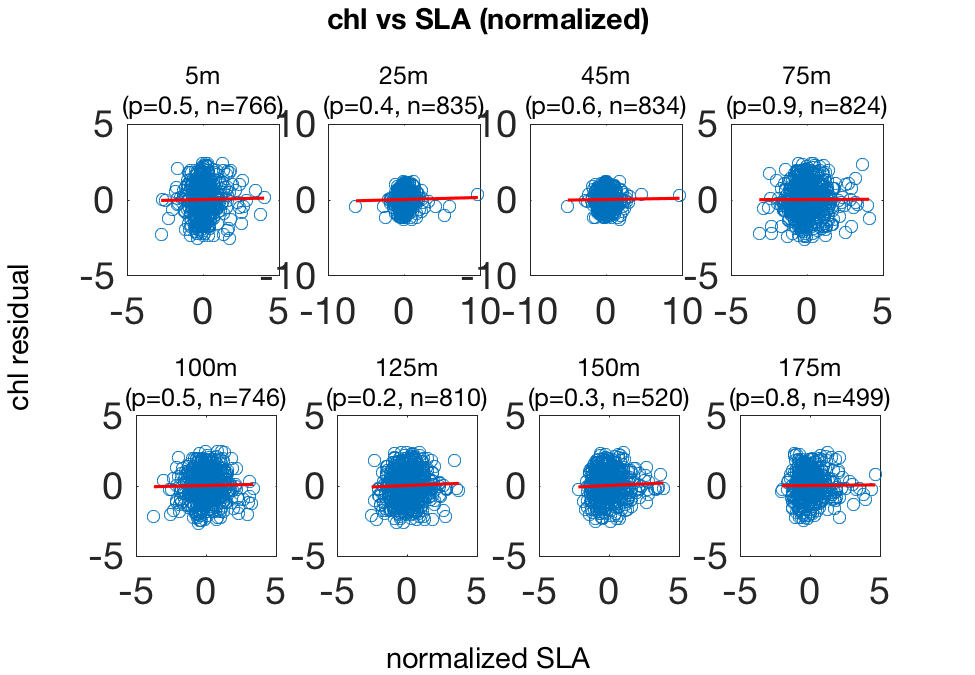 chl vs SLA (normalized)
5m
(p=0.5, n=766)
5
0
-5
-5 0 5
25m
(p=0.4, n=835)
10
0
-10
-10 0 10
45m
(p=0.6, n=834)
10
0
-10
-10 0 10
75m
(p=0.9, n=824)
5
0
-5
-5 0 5
chl residual
100m
(p=0.5, n=746)
5
0
-5
-5 0 5
125m
(p=0.2, n=810)
5
0
-5
-5 0 5
150m
(p=0.3, n=520)
5
0
-5
-5 0 5
175m
(p=0.8, n=499)
5
0
-5
-5 0 5
normalized SLA